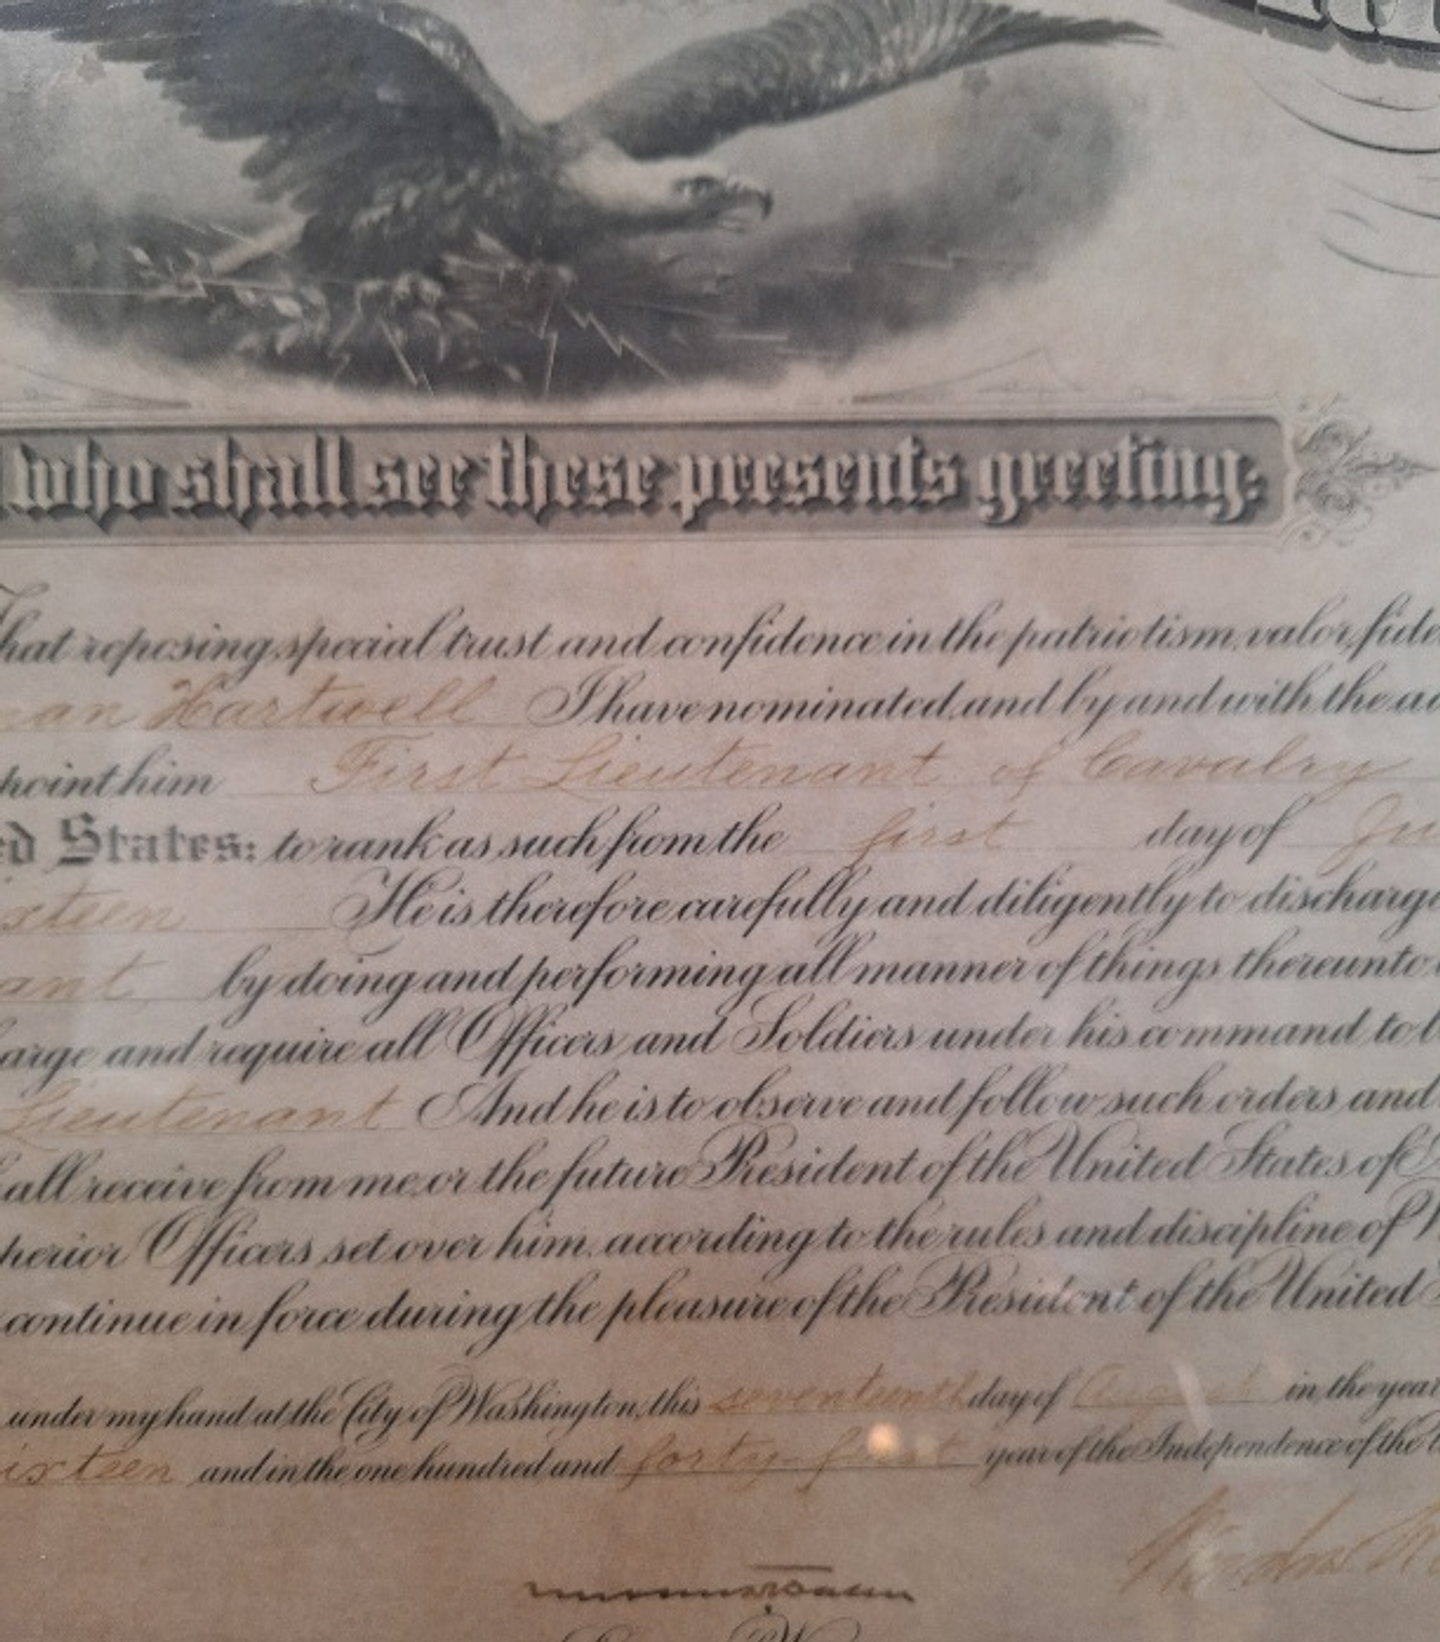 who shall see these presents greeting:
hat reposing special trust and confidence in the patriotism, valor, fide
man Hartwell I have nominated, and by and with the ad
point him First Lieutenant of Cavalry
ed States: to rank as such from the first day of Ju
ixteen He is therefore carefully and diligently to discharge
ant by doing and performing all manner of things thereunto
arge and require all Officers and Soldiers under his command to b
Lieutenant And he is to observe and follow such orders and
all receive from me, or the future President of the United States of
perior Officers set over him, according to the rules and discipline of W
continue in force during the pleasure of the President of the United
under my hand at the City of Washington, this seventeenth day of August in the year
ixteen and in the one hundred and forty-first year of the Independence of the U